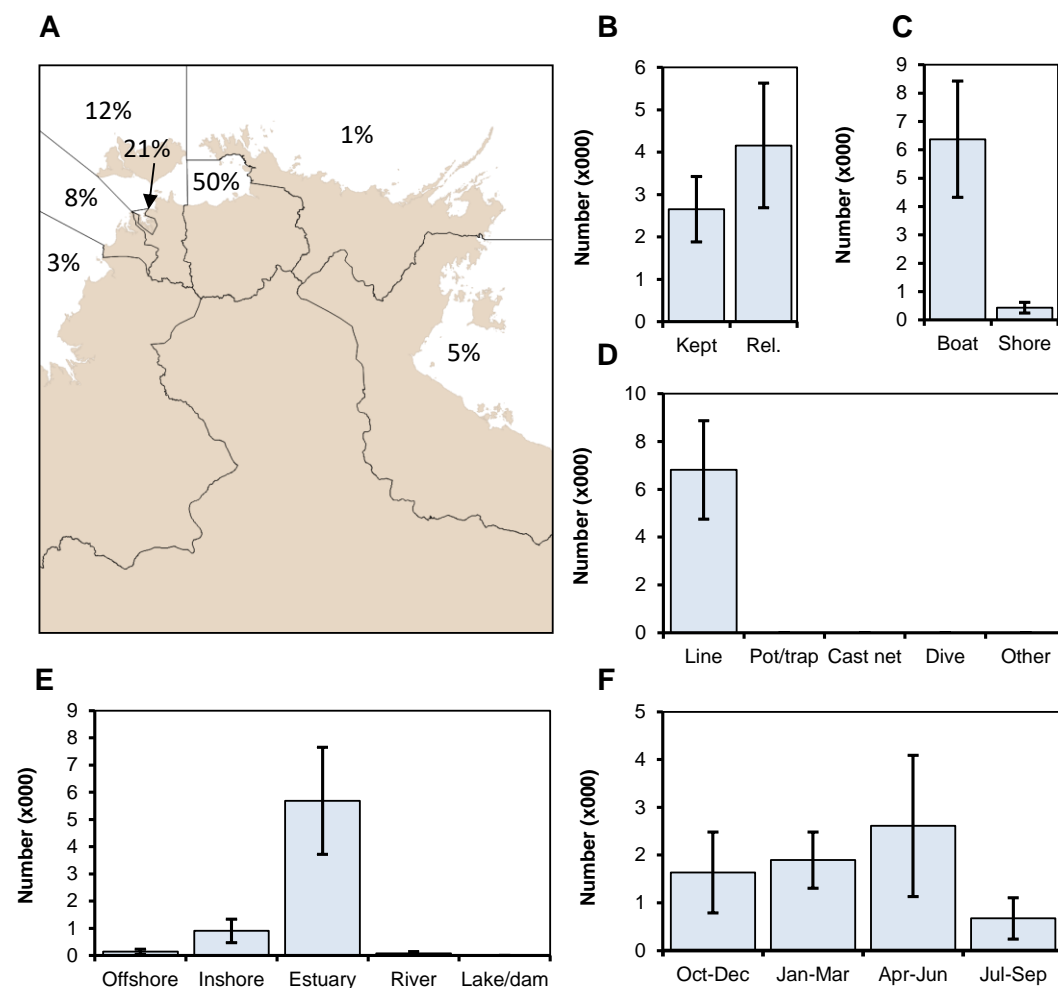 A
12%
21%
1%
50%
8%
3%
5%
B
Number (x000)
6
5
4
3
2
1
0
Kept Rel.
C
Number (x000)
9
8
7
6
5
4
3
2
1
0
Boat Shore
D
Number (x000)
10
8
6
4
2
0
Line Pot/trap Cast net Dive Other
E
Number (x000)
9
8
7
6
5
4
3
2
1
0
Offshore Inshore Estuary River Lake/dam
F
Number (x000)
5
4
3
2
1
0
Oct-Dec Jan-Mar Apr-Jun Jul-Sep